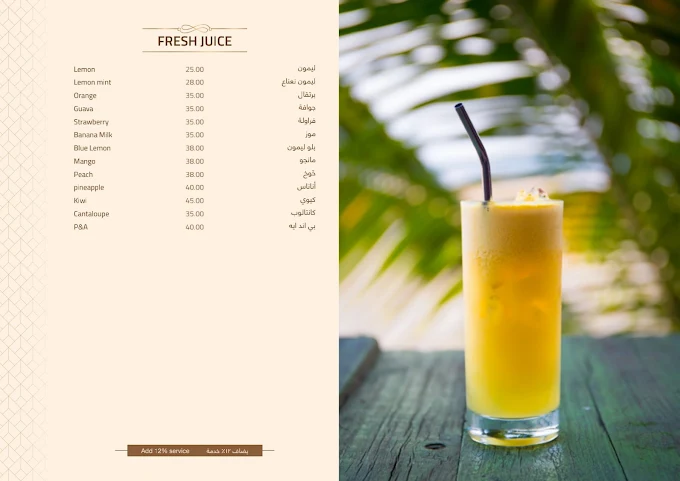 FRESH JUICE
Lemon 25.00 ليمون
Lemon mint 28.00 ليمون نعناع
Orange 35.00 برتقال
Guava 35.00 جوافة
Strawberry 35.00 فراولة
Banana Milk 35.00 موز
Blue Lemon 38.00 بلو ليمون
Mango 38.00 مانجو
Peach 38.00 خوخ
pineapple 40.00 أناناس
Kiwi 45.00 كيوي
Cantaloupe 35.00 كانتالوب
P&A 40.00 بي اند ايه
Add 12% service يضاف ١٢٪ خدمة